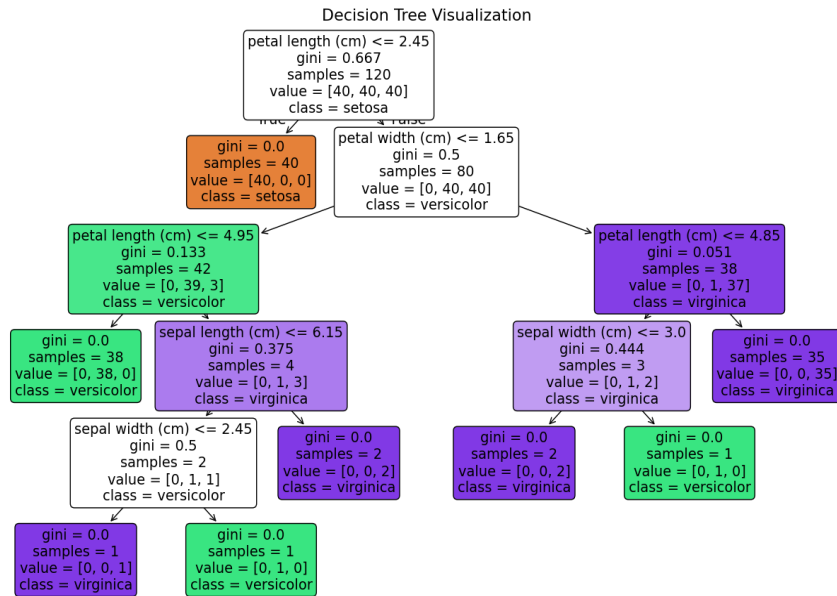 Decision Tree Visualization
petal length (cm) <= 2.45
gini = 0.667
samples = 120
value = [40, 40, 40]
class = setosa
True
False
gini = 0.0
samples = 40
value = [40, 0, 0]
class = setosa
petal width (cm) <= 1.65
gini = 0.5
samples = 80
value = [0, 40, 40]
class = versicolor
petal length (cm) <= 4.95
gini = 0.133
samples = 42
value = [0, 39, 3]
class = versicolor
petal length (cm) <= 4.85
gini = 0.051
samples = 38
value = [0, 1, 37]
class = virginica
gini = 0.0
samples = 38
value = [0, 38, 0]
class = versicolor
sepal length (cm) <= 6.15
gini = 0.375
samples = 4
value = [0, 1, 3]
class = virginica
sepal width (cm) <= 3.0
gini = 0.444
samples = 3
value = [0, 1, 2]
class = virginica
gini = 0.0
samples = 35
value = [0, 0, 35]
class = virginica
sepal width (cm) <= 2.45
gini = 0.5
samples = 2
value = [0, 1, 1]
class = versicolor
gini = 0.0
samples = 2
value = [0, 0, 2]
class = virginica
gini = 0.0
samples = 2
value = [0, 0, 2]
class = virginica
gini = 0.0
samples = 1
value = [0, 1, 0]
class = versicolor
gini = 0.0
samples = 1
value = [0, 0, 1]
class = virginica
gini = 0.0
samples = 1
value = [0, 1, 0]
class = versicolor